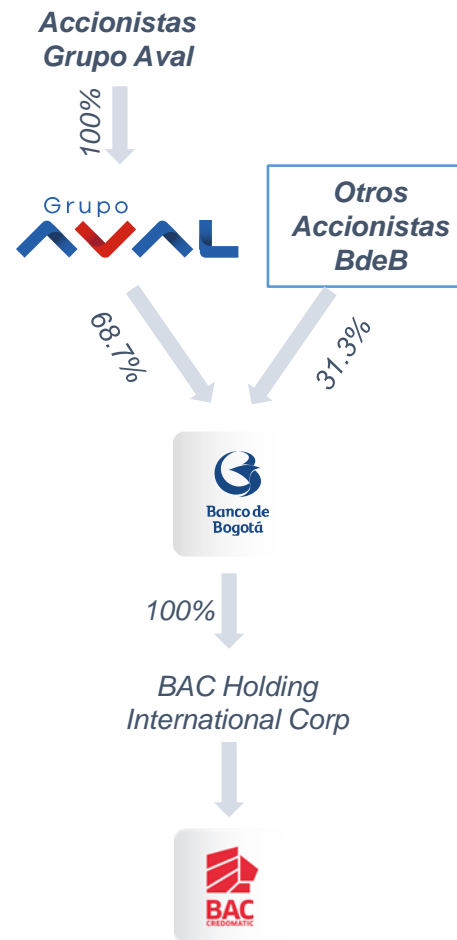 Accionistas
Grupo Aval
100%
Grupo
AVAL
Otros
Accionistas
BdeB
68.7%
31.3%
Banco de
Bogotá
100%
BAC Holding
International Corp
BAC
CREDOMATIC